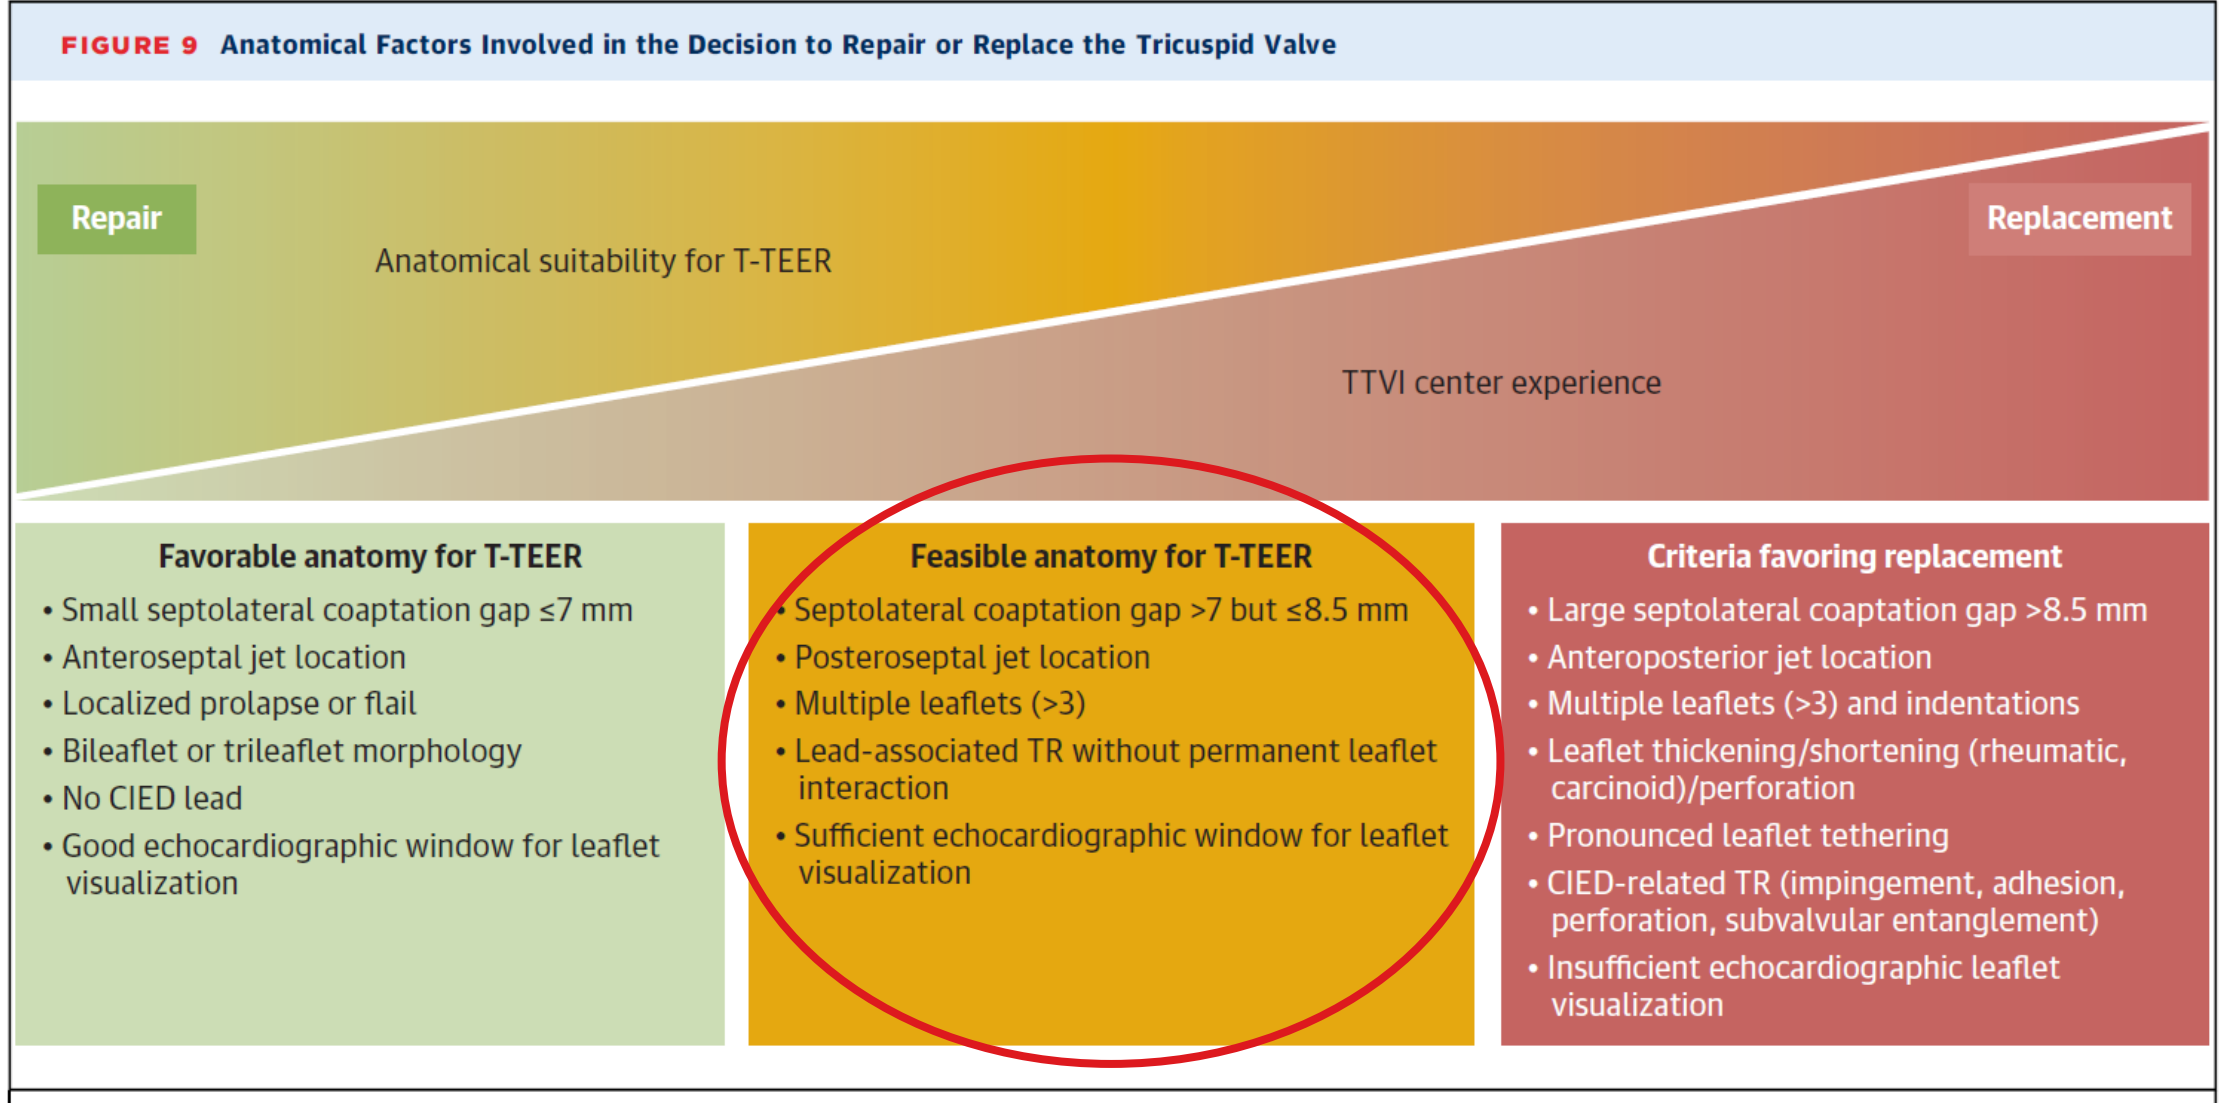 FIGURE 9 Anatomical Factors Involved in the Decision to Repair or Replace the Tricuspid Valve
Repair
Replacement
Anatomical suitability for T-TEER
TTVI center experience
Favorable anatomy for T-TEER
• Small septolateral coaptation gap ≤7 mm
• Anteroseptal jet location
• Localized prolapse or flail
• Bileaflet or trileaflet morphology
• No CIED lead
• Good echocardiographic window for leaflet
visualization
Feasible anatomy for T-TEER
• Septolateral coaptation gap >7 but ≤8.5 mm
• Posteroseptal jet location
• Multiple leaflets (>3)
• Lead-associated TR without permanent leaflet
interaction
• Sufficient echocardiographic window for leaflet
visualization
Criteria favoring replacement
• Large septolateral coaptation gap >8.5 mm
• Anteroposterior jet location
• Multiple leaflets (>3) and indentations
• Leaflet thickening/shortening (rheumatic,
carcinoid)/perforation
• Pronounced leaflet tethering
• CIED-related TR (impingement, adhesion,
perforation, subvalvular entanglement)
• Insufficient echocardiographic leaflet
visualization